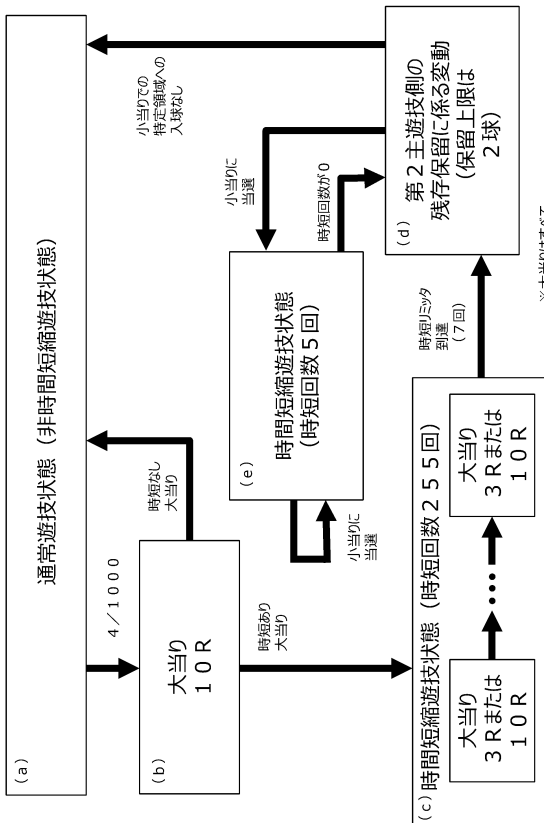 (a)
通常遊技状態(非時間短縮遊技状態)
4/1000
時短なし
大当り
小当りでの
特定領域への
入球なし
(b)
大当り
10R
時短あり
大当り
(e)
時間短縮遊技状態
(時短回数5回)
小当りに
当選
小当りに
当選
時短回数が0
(d)
第2主遊技側の
残存保留に係る変動
(保留上限は
2球)
(c)
時間短縮遊技状態(時短回数255回)
大当り
3Rまたは
10R
••••
大当り
3Rまたは
10R
時短リミッタ
到達
(7回)